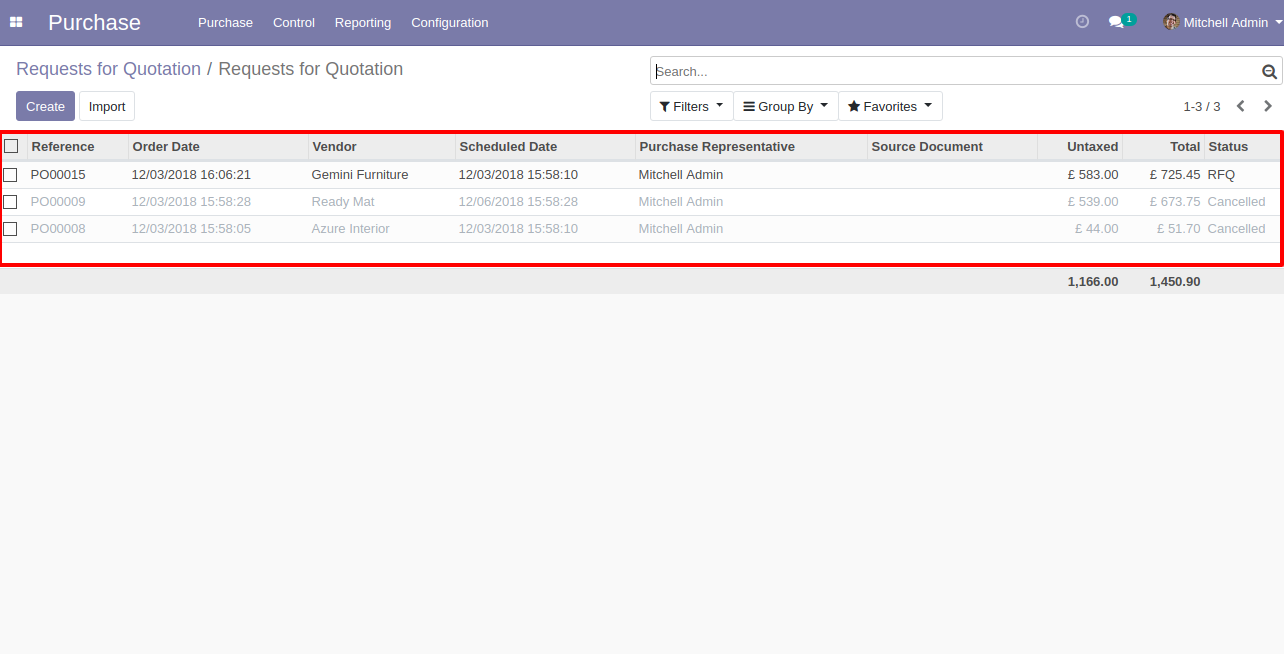 Purchase Purchase Control Reporting Configuration 1 Mitchell Admin
Requests for Quotation / Requests for Quotation Search...
Create Import Filters Group By Favorites 1-3 / 3
Reference Order Date Vendor Scheduled Date Purchase Representative Source Document Untaxed Total Status
PO00015 12/03/2018 16:06:21 Gemini Furniture 12/03/2018 15:58:10 Mitchell Admin £ 583.00 £ 725.45 RFQ
PO00009 12/03/2018 15:58:28 Ready Mat 12/06/2018 15:58:28 Mitchell Admin £ 539.00 £ 673.75 Cancelled
PO00008 12/03/2018 15:58:05 Azure Interior 12/03/2018 15:58:10 Mitchell Admin £ 44.00 £ 51.70 Cancelled
1,166.00 1,450.90